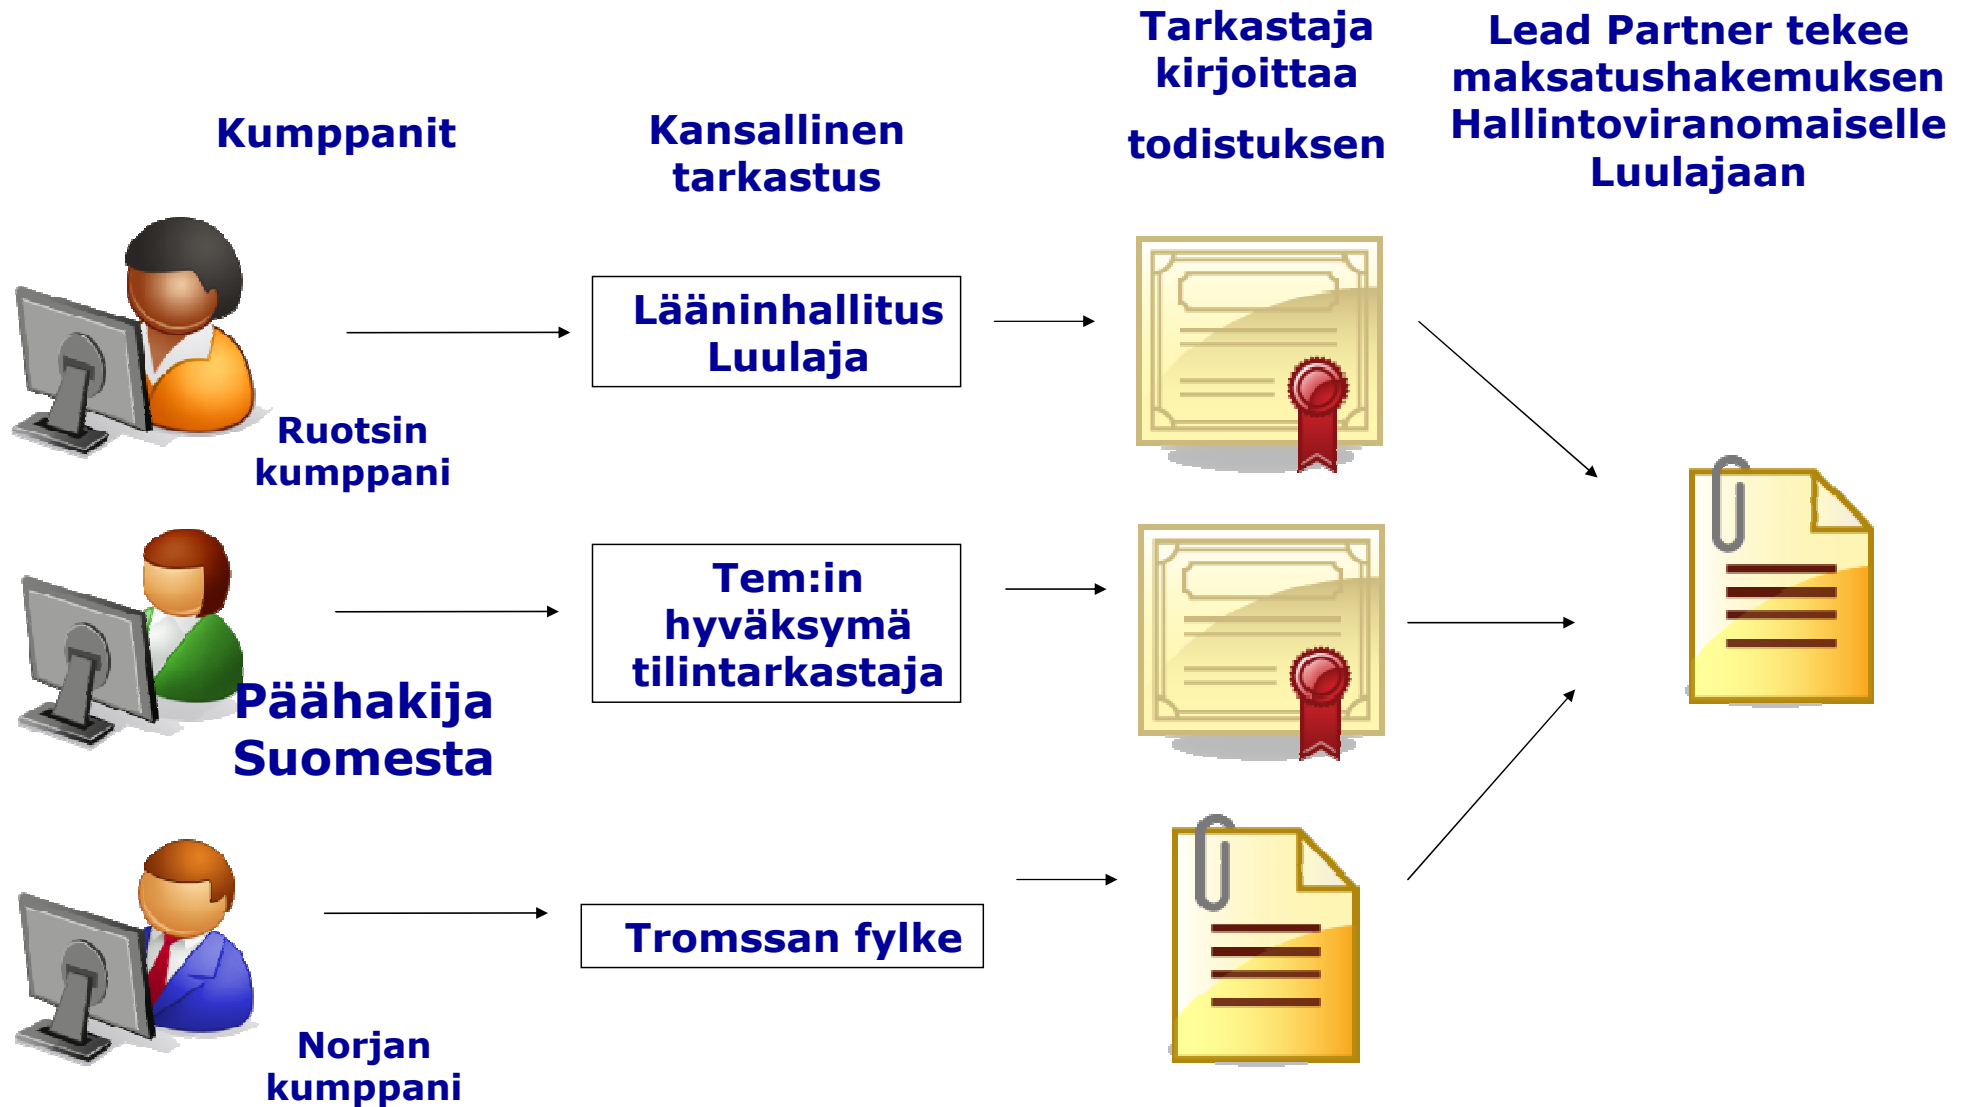 Kumppanit
Kansallinen
tarkastus
Tarkastaja
kirjoittaa
todistuksen
Lead Partner tekee
maksatushakemuksen
Hallintoviranomaiselle
Luulajaan
Ruotsin
kumppani
Lääninhallitus
Luulaja
Päähakija
Suomesta
Tem:in
hyväksymä
tilintarkastaja
Norjan
kumppani
Tromssan fylke